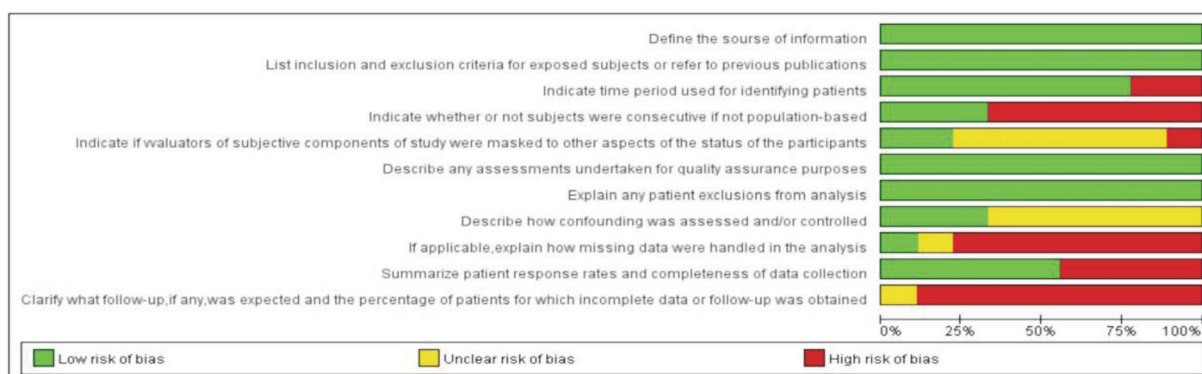 Define the sourse of information
List inclusion and exclusion criteria for exposed subjects or refer to previous publications
Indicate time period used for identifying patients
Indicate whether or not subjects were consecutive if not population-based
Indicate if vvaluators of subjective components of study were masked to other aspects of the status of the participants
Describe any assessments undertaken for quality assurance purposes
Explain any patient exclusions from analysis
Describe how confounding was assessed and/or controlled
If applicable,explain how missing data were handled in the analysis
Summarize patient response rates and completeness of data collection
Clarify what follow-up,if any,was expected and the percentage of patients for which incomplete data or follow-up was obtained
0% 25% 50% 75% 100%
Low risk of bias Unclear risk of bias High risk of bias